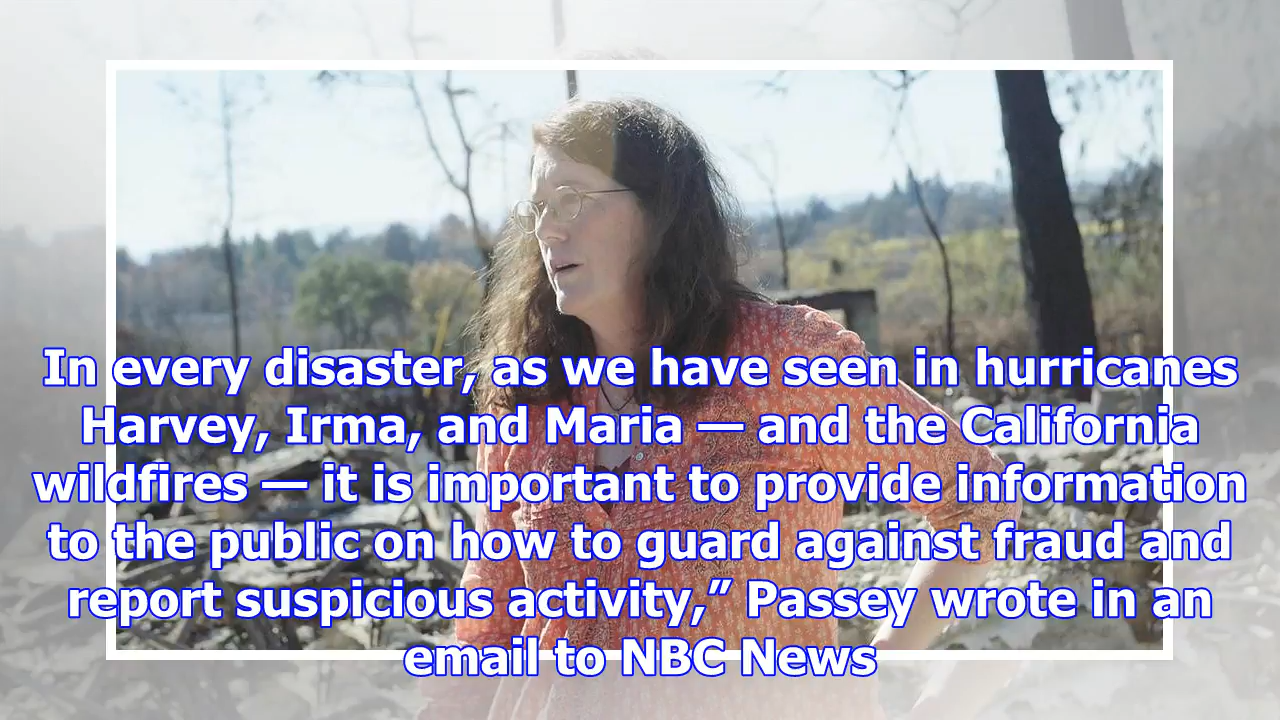 In every disaster, as we have seen in hurricanes
Harvey, Irma, and Maria — and the California
wildfires — it is important to provide information
to the public on how to guard against fraud and
report suspicious activity,” Passey wrote in an
email to NBC News